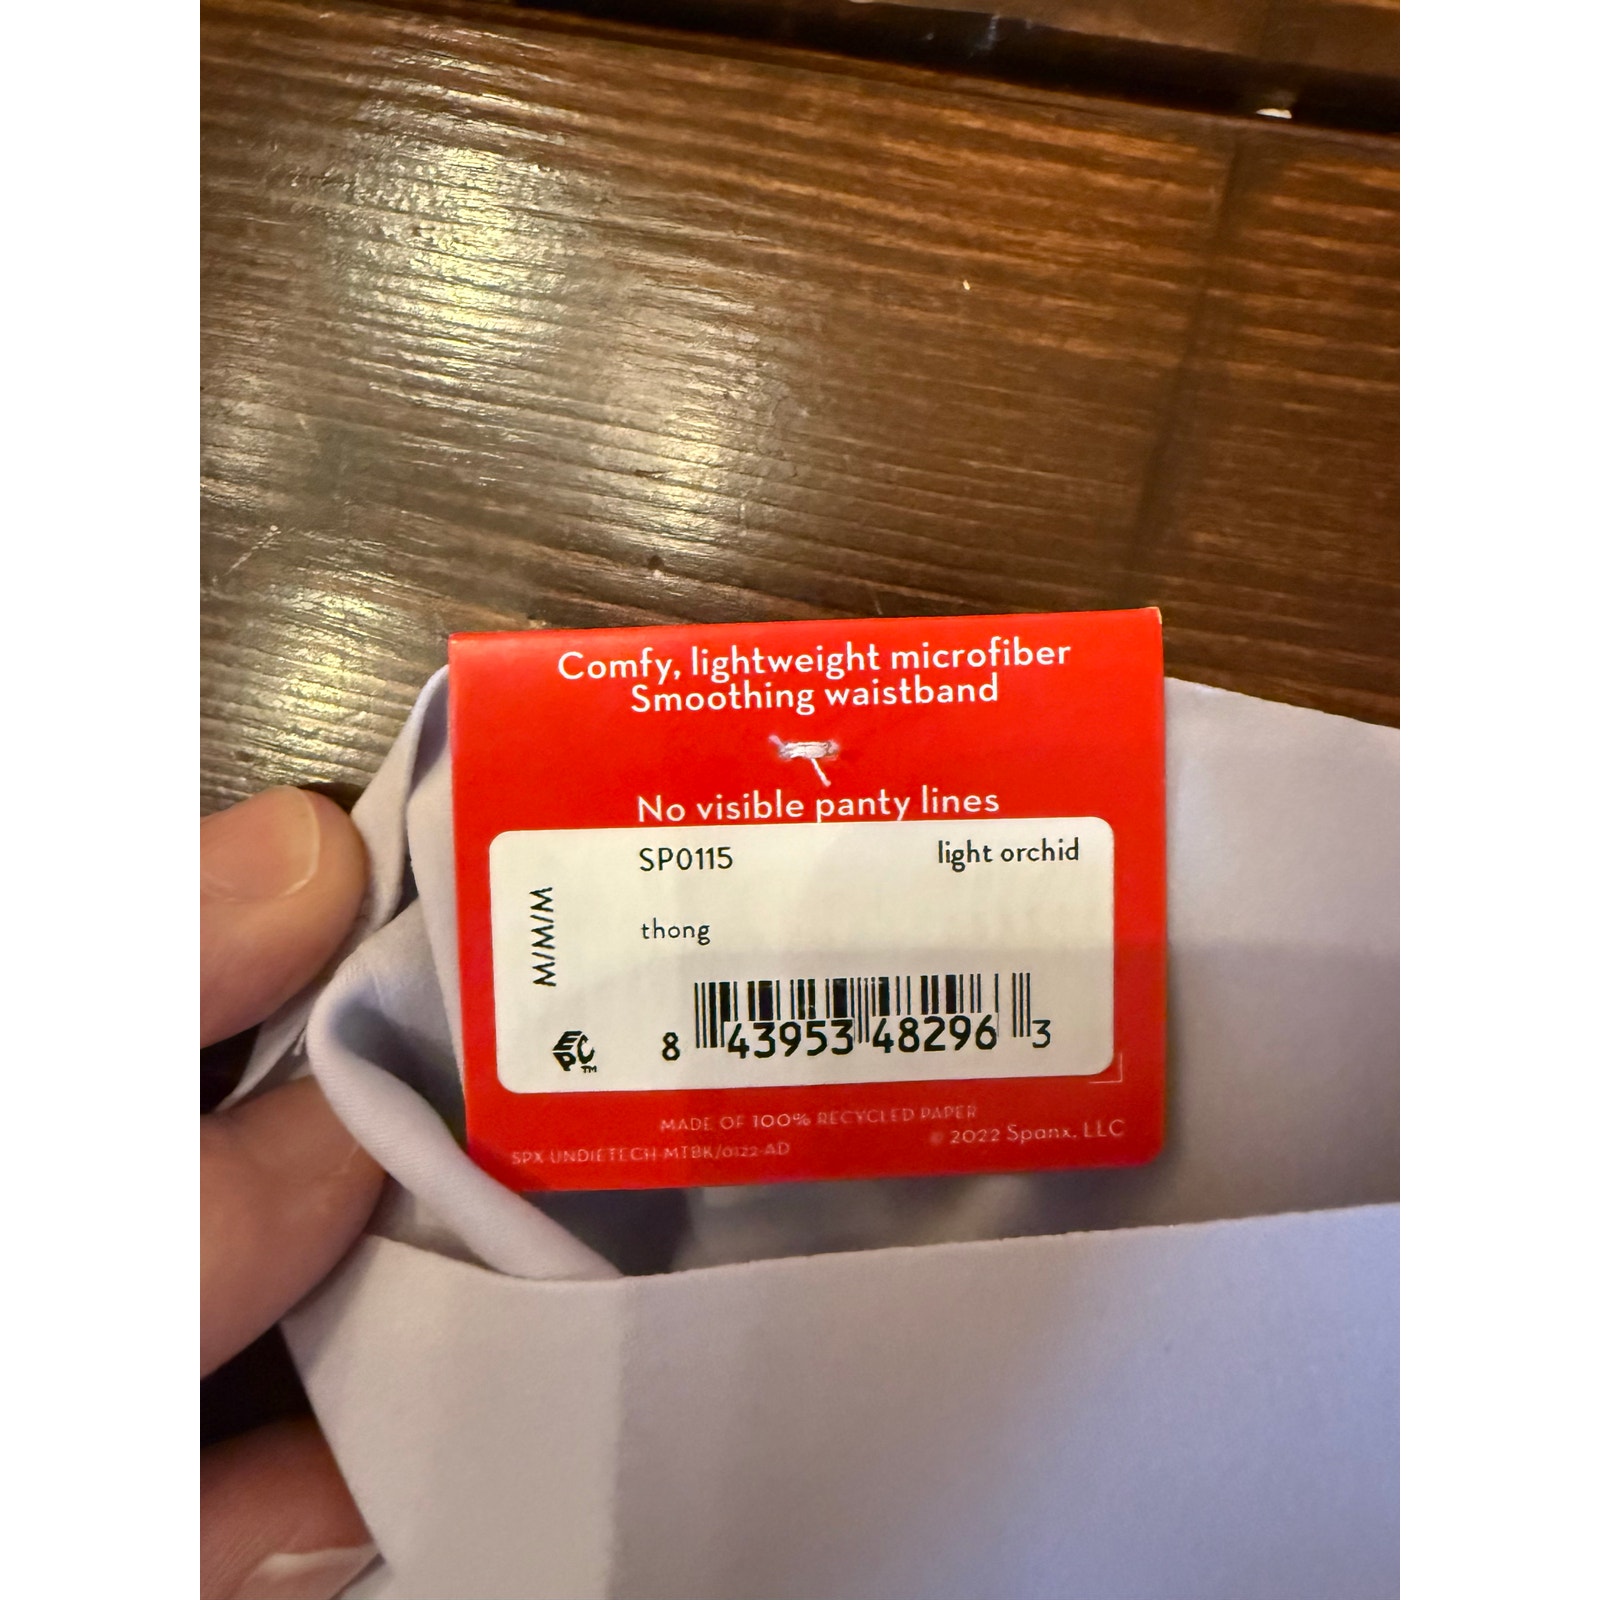 Comfy, lightweight microfiber
Smoothing waistband
No visible panty lines
SP0115 light orchid
M/M/M
thong
8 43953 48296 3
EPC™
MADE OF 100% RECYCLED PAPER
© 2022 Spanx, LLC
SPX-UNDIETECH-MTBK/0122-AD